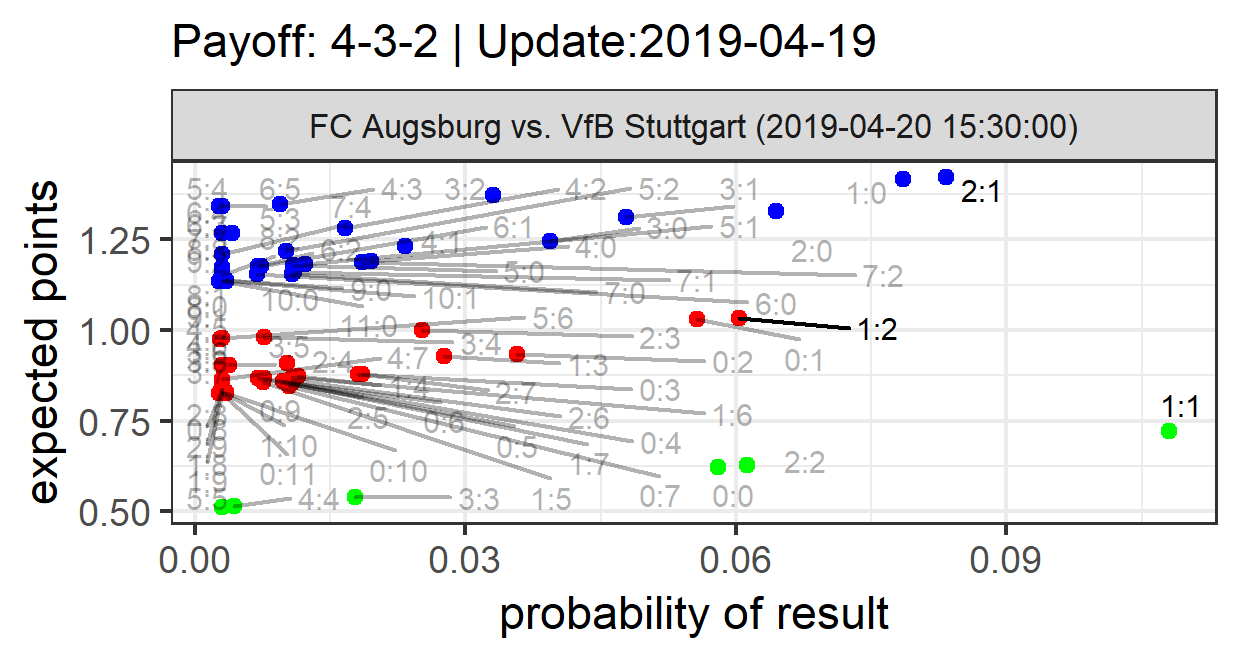 Payoff: 4-3-2 | Update:2019-04-19
FC Augsburg vs. VfB Stuttgart (2019-04-20 15:30:00)
5:4 6:5 4:3 3:2 4:2 5:2 3:1 1:0 2:1
7:4
5:3 6:1 3:0 5:1
6:2 4:1 4:0 2:0
5:0 7:1 7:2
10:0 9:0 10:1 7:0 6:0
11:0 5:6 1:2
3:5 2:4 4:7 3:4 2:3
1:3 0:2 0:1
1:4 2:7 0:3
0:9 2:5 0:6 2:6 1:6 1:1
1:10 0:5 0:4
0:11 0:10 1:7 2:2
5:5 4:4 3:3 1:5 0:7 0:0
1.25
1.00
0.75
0.50
expected points
0.00 0.03 0.06 0.09
probability of result